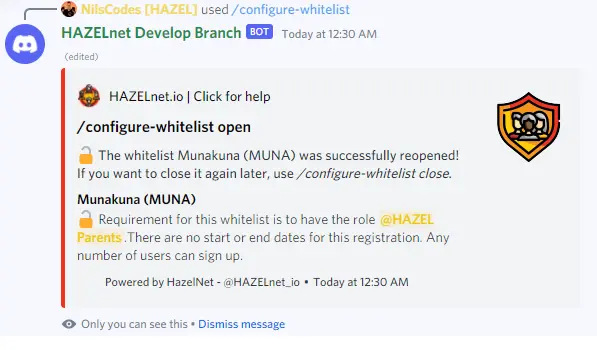 NilsCodes [HAZEL] used /configure-whitelist
HAZELnet Develop Branch BOT Today at 12:30 AM
(edited)
HAZELnet.io | Click for help
/configure-whitelist open
🔓 The whitelist Munakuna (MUNA) was successfully reopened!
If you want to close it again later, use /configure-whitelist close.
Munakuna (MUNA)
🔓 Requirement for this whitelist is to have the role @HAZEL
Parents .There are no start or end dates for this registration. Any
number of users can sign up.
Powered by HazelNet - @HAZELnet_io • Today at 12:30 AM
Only you can see this • Dismiss message